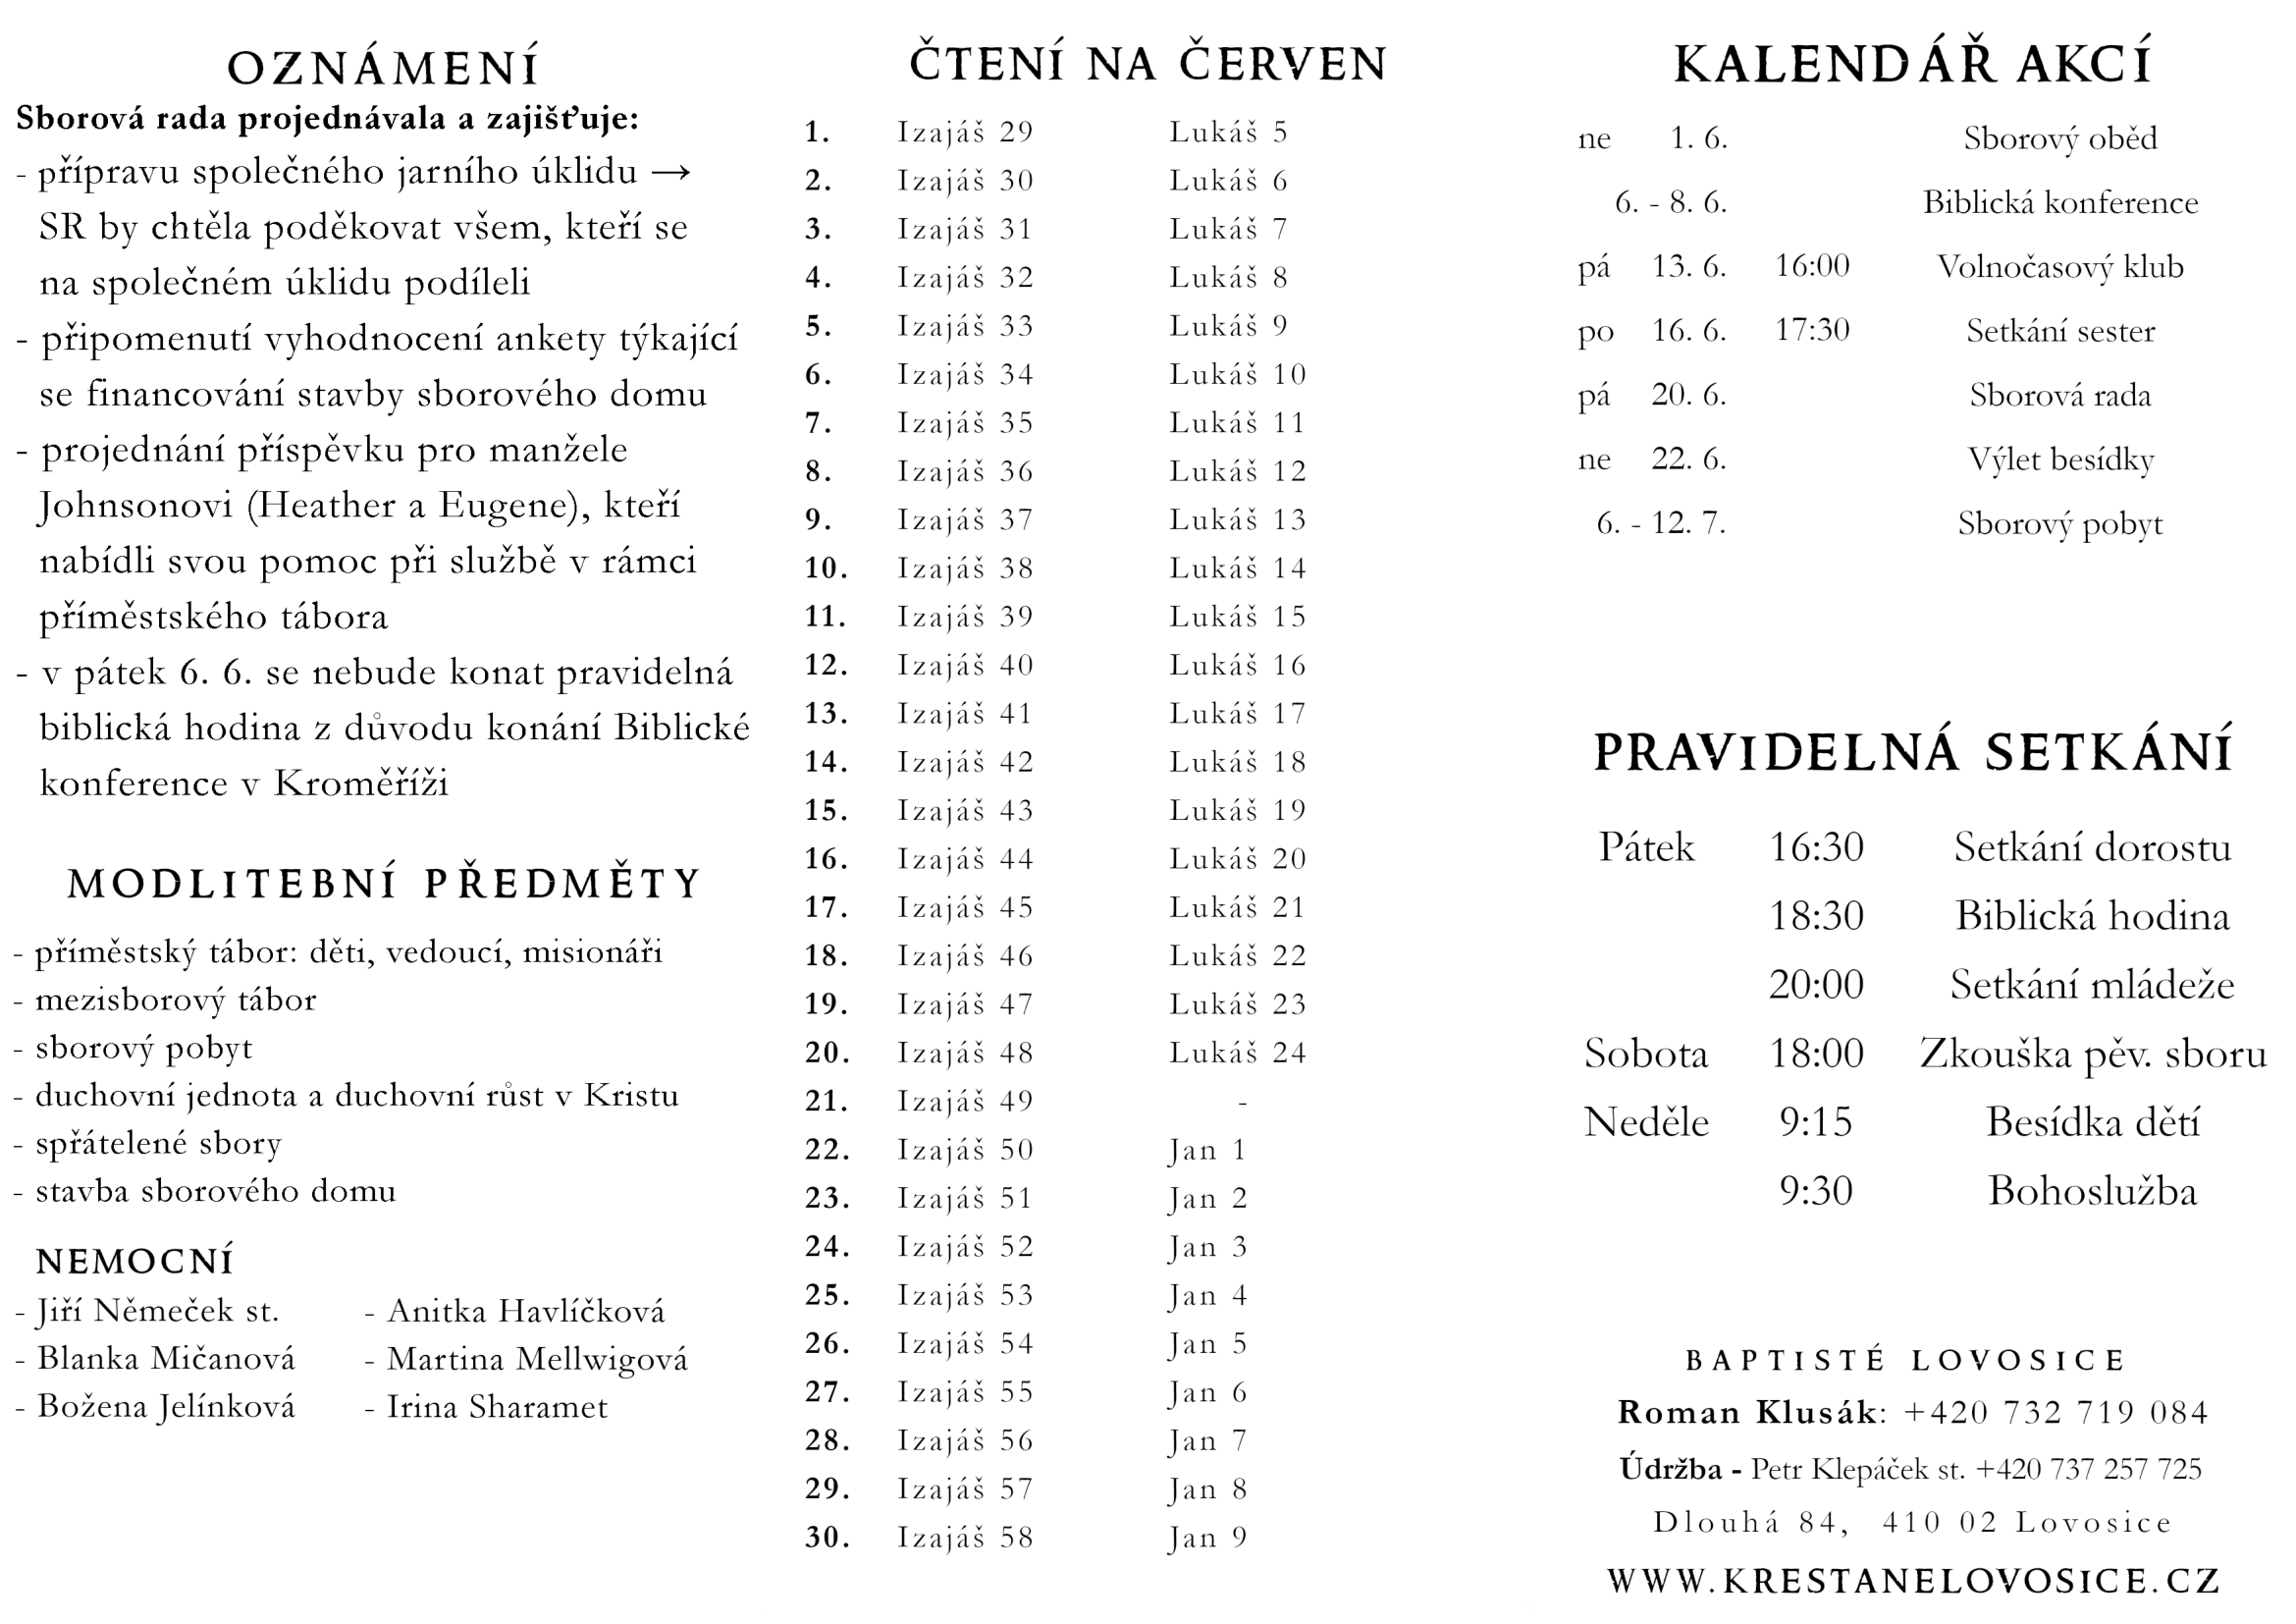 OZNÁMENÍ
Sborová rada projednávala a zajišťuje:
- přípravu společného jarního úklidu →
SR by chtěla poděkovat všem, kteří se
na společném úklidu podíleli
- připomenutí vyhodnocení ankety týkající
se financování stavby sborového domu
- projednání příspěvku pro manžele
Johnsonovi (Heather a Eugene), kteří
nabídli svou pomoc při službě v rámci
příměstského tábora
- v pátek 6. 6. se nebude konat pravidelná
biblická hodina z důvodu konání Biblické
konference v Kroměříži
MODLITEBNÍ PŘEDMĚTY
- příměstský tábor: děti, vedoucí, misionáři
- mezisborový tábor
- sborový pobyt
- duchovní jednota a duchovní růst v Kristu
- spřátelené sbory
- stavba sborového domu
NEMOCNÍ
- Jiří Němeček st. - Anitka Havlíčková
- Blanka Mičanová - Martina Mellwigová
- Božena Jelínková - Irina Sharamet
ČTENÍ NA ČERVEN
1. Izajáš 29 Lukáš 5
2. Izajáš 30 Lukáš 6
3. Izajáš 31 Lukáš 7
4. Izajáš 32 Lukáš 8
5. Izajáš 33 Lukáš 9
6. Izajáš 34 Lukáš 10
7. Izajáš 35 Lukáš 11
8. Izajáš 36 Lukáš 12
9. Izajáš 37 Lukáš 13
10. Izajáš 38 Lukáš 14
11. Izajáš 39 Lukáš 15
12. Izajáš 40 Lukáš 16
13. Izajáš 41 Lukáš 17
14. Izajáš 42 Lukáš 18
15. Izajáš 43 Lukáš 19
16. Izajáš 44 Lukáš 20
17. Izajáš 45 Lukáš 21
18. Izajáš 46 Lukáš 22
19. Izajáš 47 Lukáš 23
20. Izajáš 48 Lukáš 24
21. Izajáš 49 -
22. Izajáš 50 Jan 1
23. Izajáš 51 Jan 2
24. Izajáš 52 Jan 3
25. Izajáš 53 Jan 4
26. Izajáš 54 Jan 5
27. Izajáš 55 Jan 6
28. Izajáš 56 Jan 7
29. Izajáš 57 Jan 8
30. Izajáš 58 Jan 9
KALENDÁŘ AKCÍ
ne 1. 6. Sborový oběd
6. - 8. 6. Biblická konference
pá 13. 6. 16:00 Volnočasový klub
po 16. 6. 17:30 Setkání sester
pá 20. 6. Sborová rada
ne 22. 6. Výlet besídky
6. - 12. 7. Sborový pobyt
PRAVIDELNÁ SETKÁNÍ
Pátek 16:30 Setkání dorostu
18:30 Biblická hodina
20:00 Setkání mládeže
Sobota 18:00 Zkouška pěv. sboru
Neděle 9:15 Besídka dětí
9:30 Bohoslužba
BAPTISTÉ LOVOSICE
Roman Klusák: +420 732 719 084
Údržba - Petr Klepáček st. +420 737 257 725
Dlouhá 84, 410 02 Lovosice
WWW.KRESTANELOVOSICE.CZ